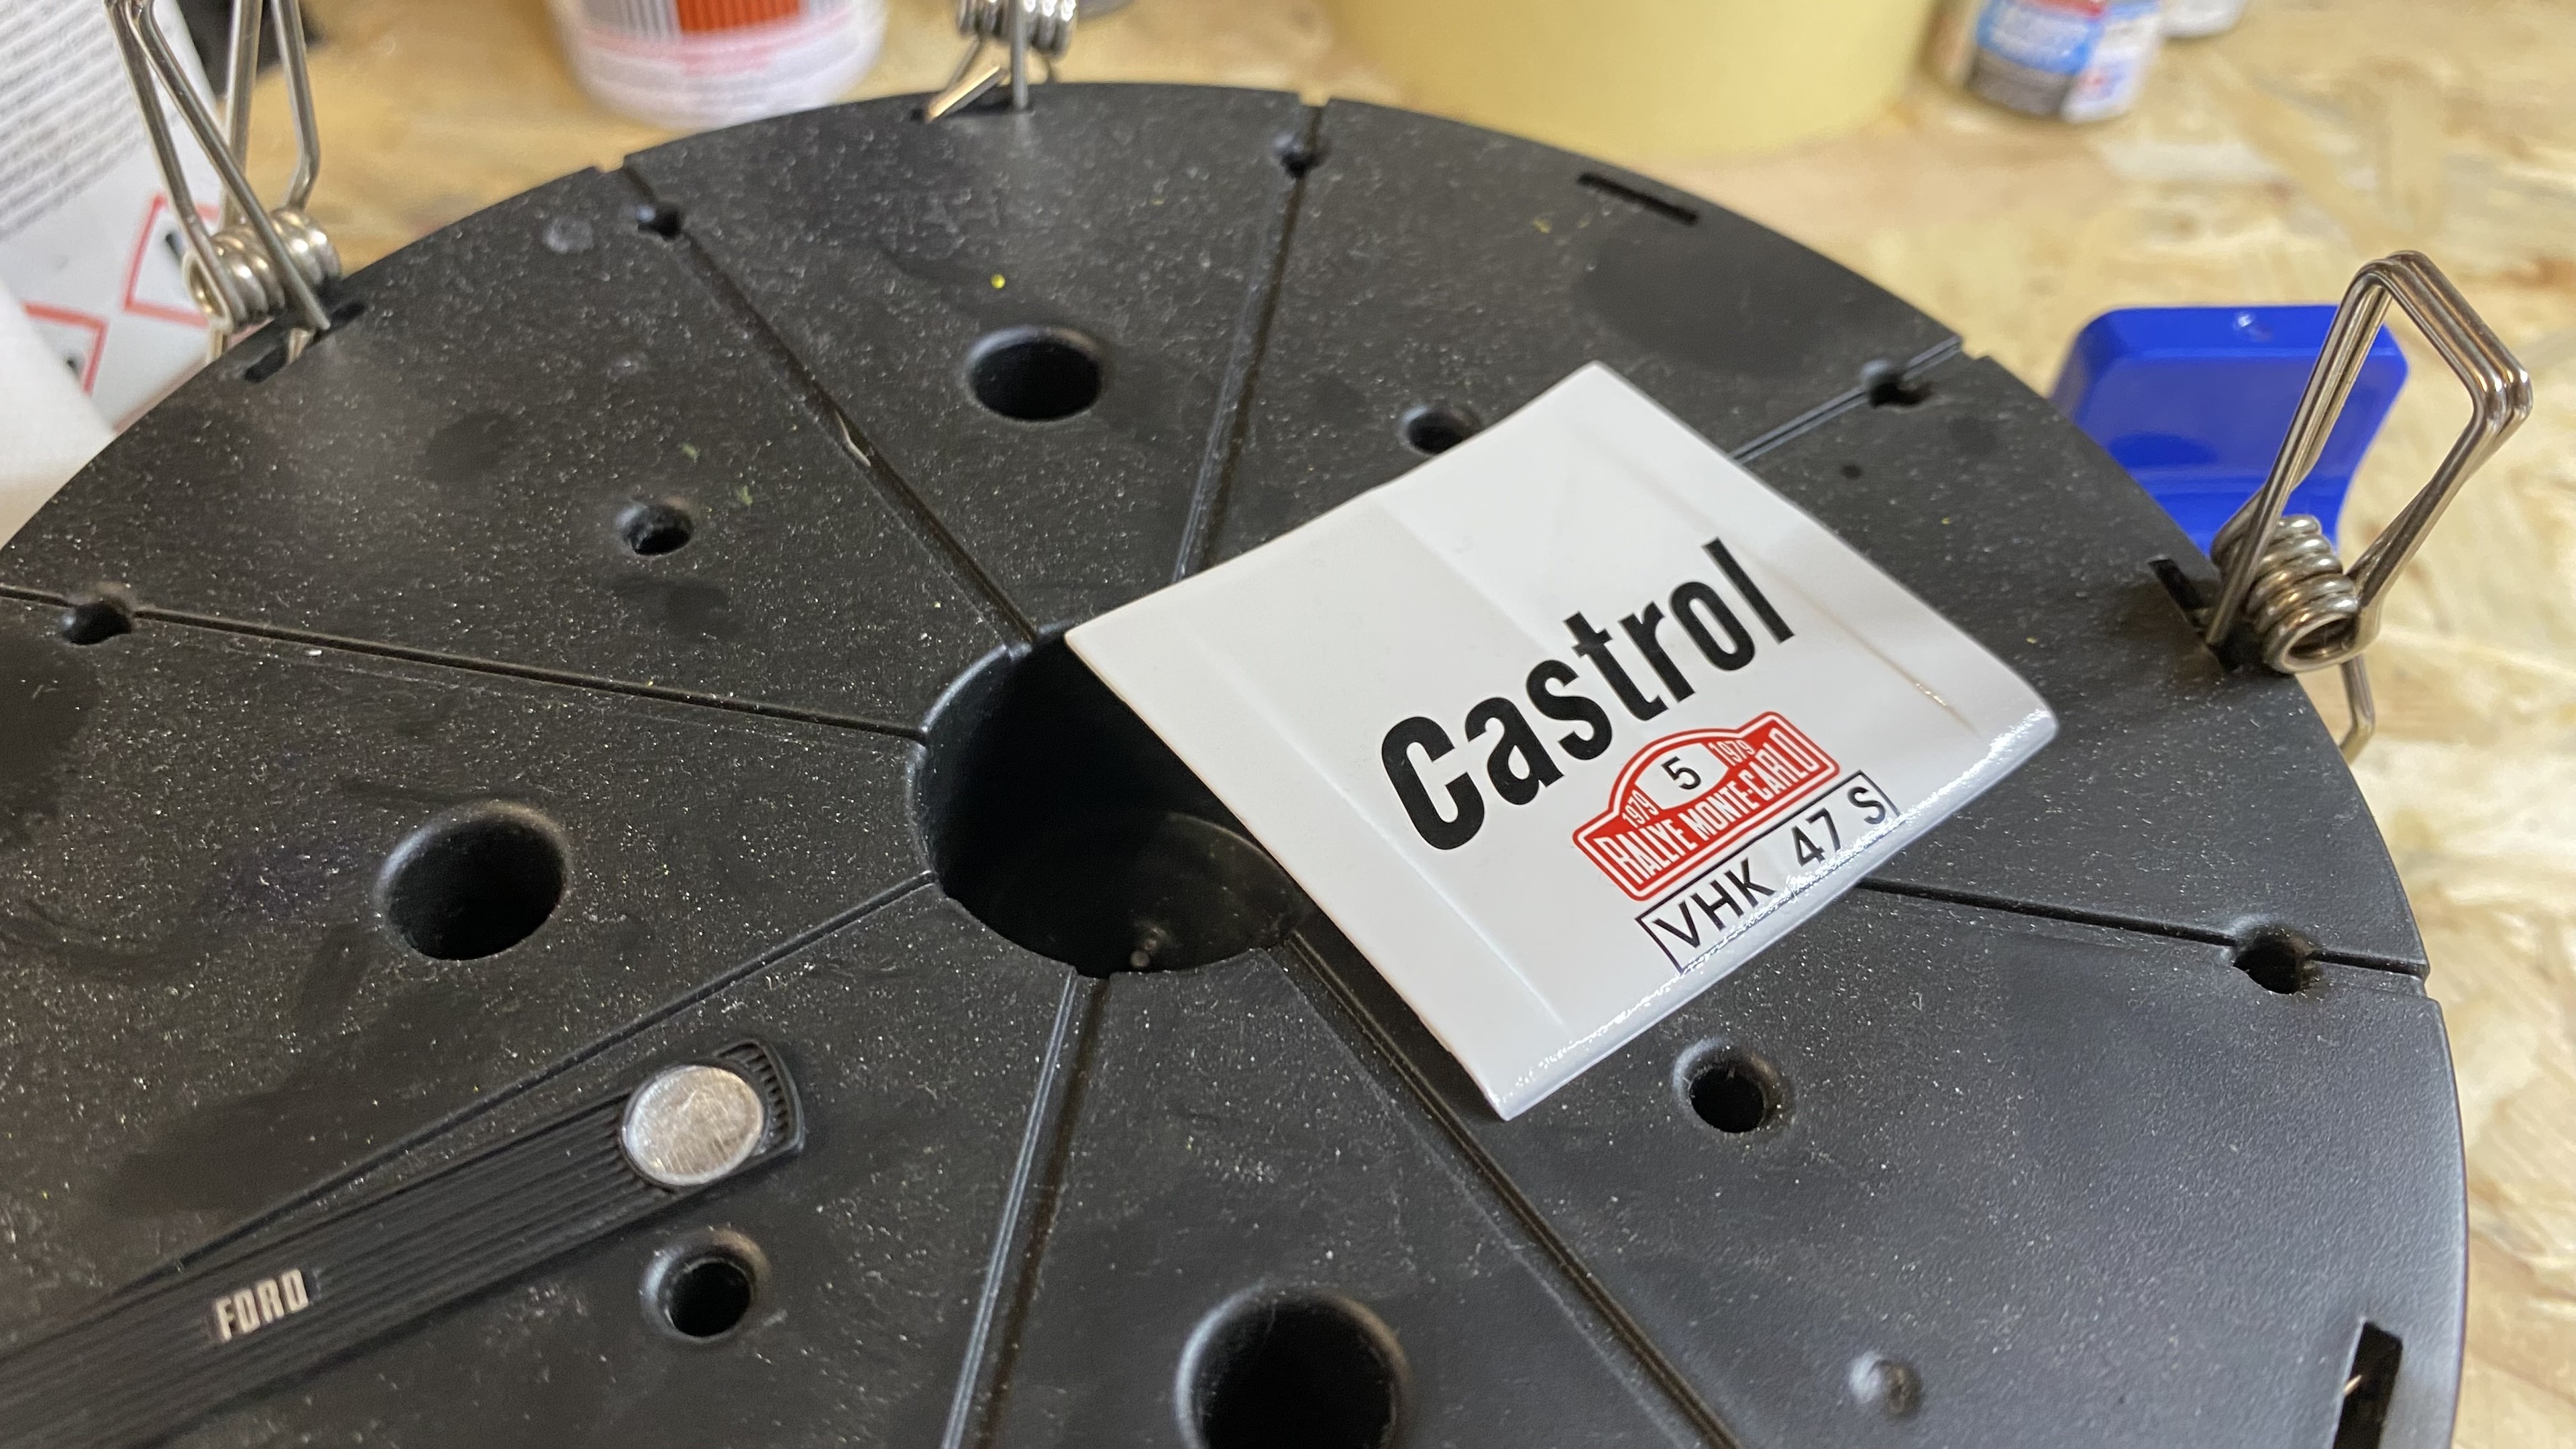 Castrol
1979 5 1979
RALLYE MONTE-CARLO
VHK 47 S
FORD